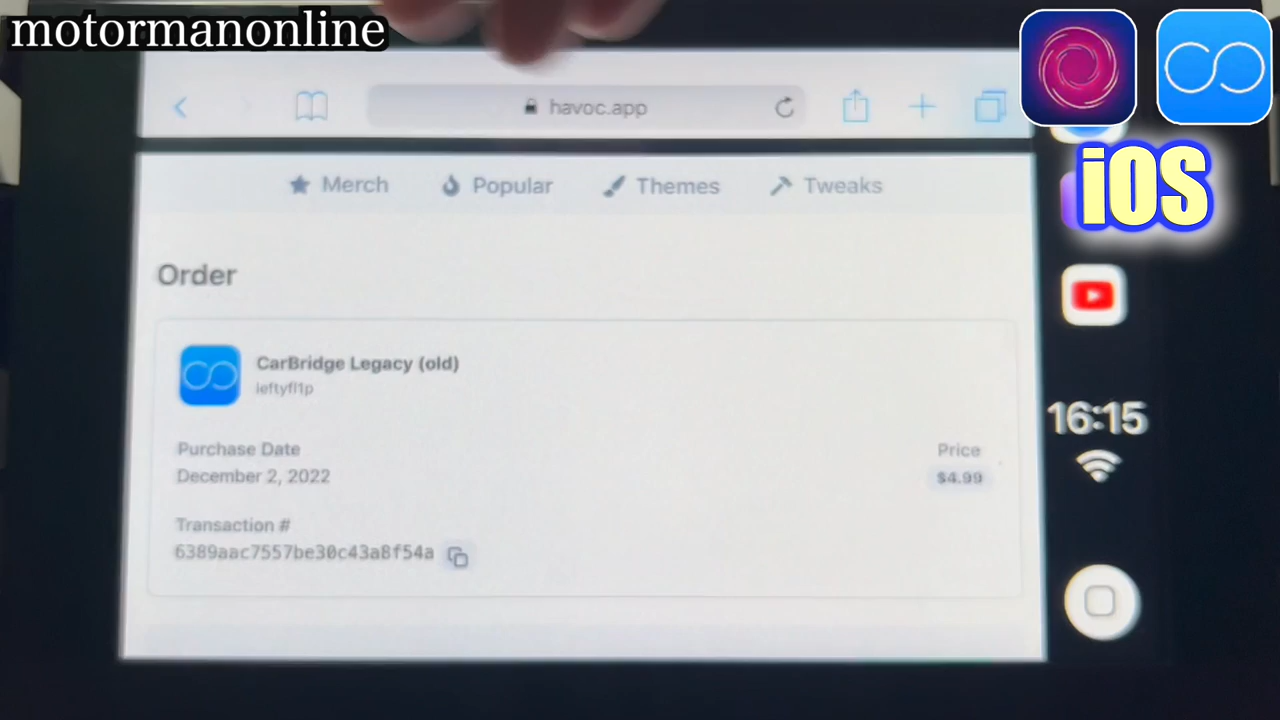 motormanonline
iOS
havoc.app
Merch
Popular
Themes
Tweaks
Order
CarBridge Legacy (old)
leftyfl1p
Purchase Date
December 2, 2022
Price
$4.99
Transaction #
6389aac7557be30c43a8f54a
16:15